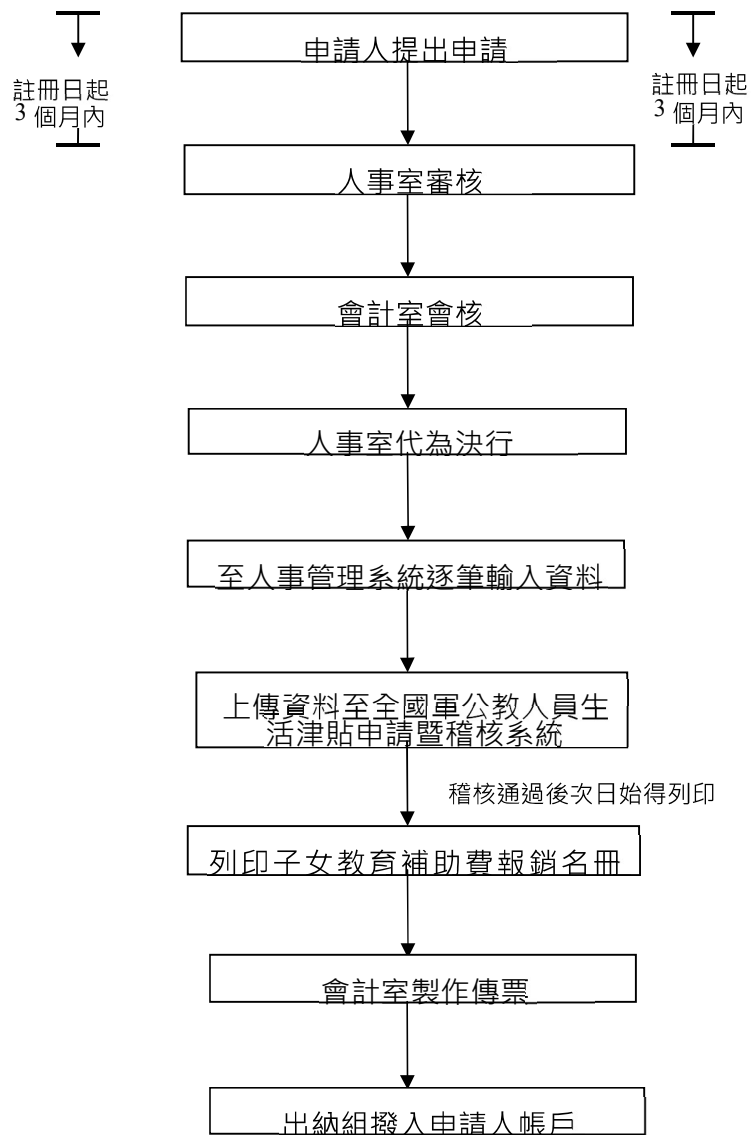 申請人提出申請
註冊日起
3 個月內
註冊日起
3 個月內
人事室審核
會計室會核
人事室代為決行
至人事管理系統逐筆輸入資料
上傳資料至全國軍公教人員生
活津貼申請暨稽核系統
稽核通過後次日始得列印
列印子女教育補助費報銷名冊
會計室製作傳票
出納組撥入申請人帳戶